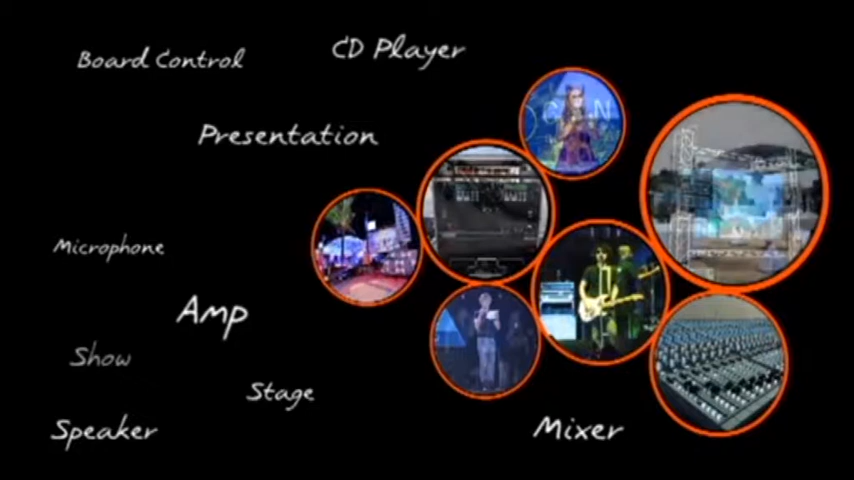 Board Control
CD Player
Presentation
Microphone
Amp
Show
Stage
Speaker
Mixer